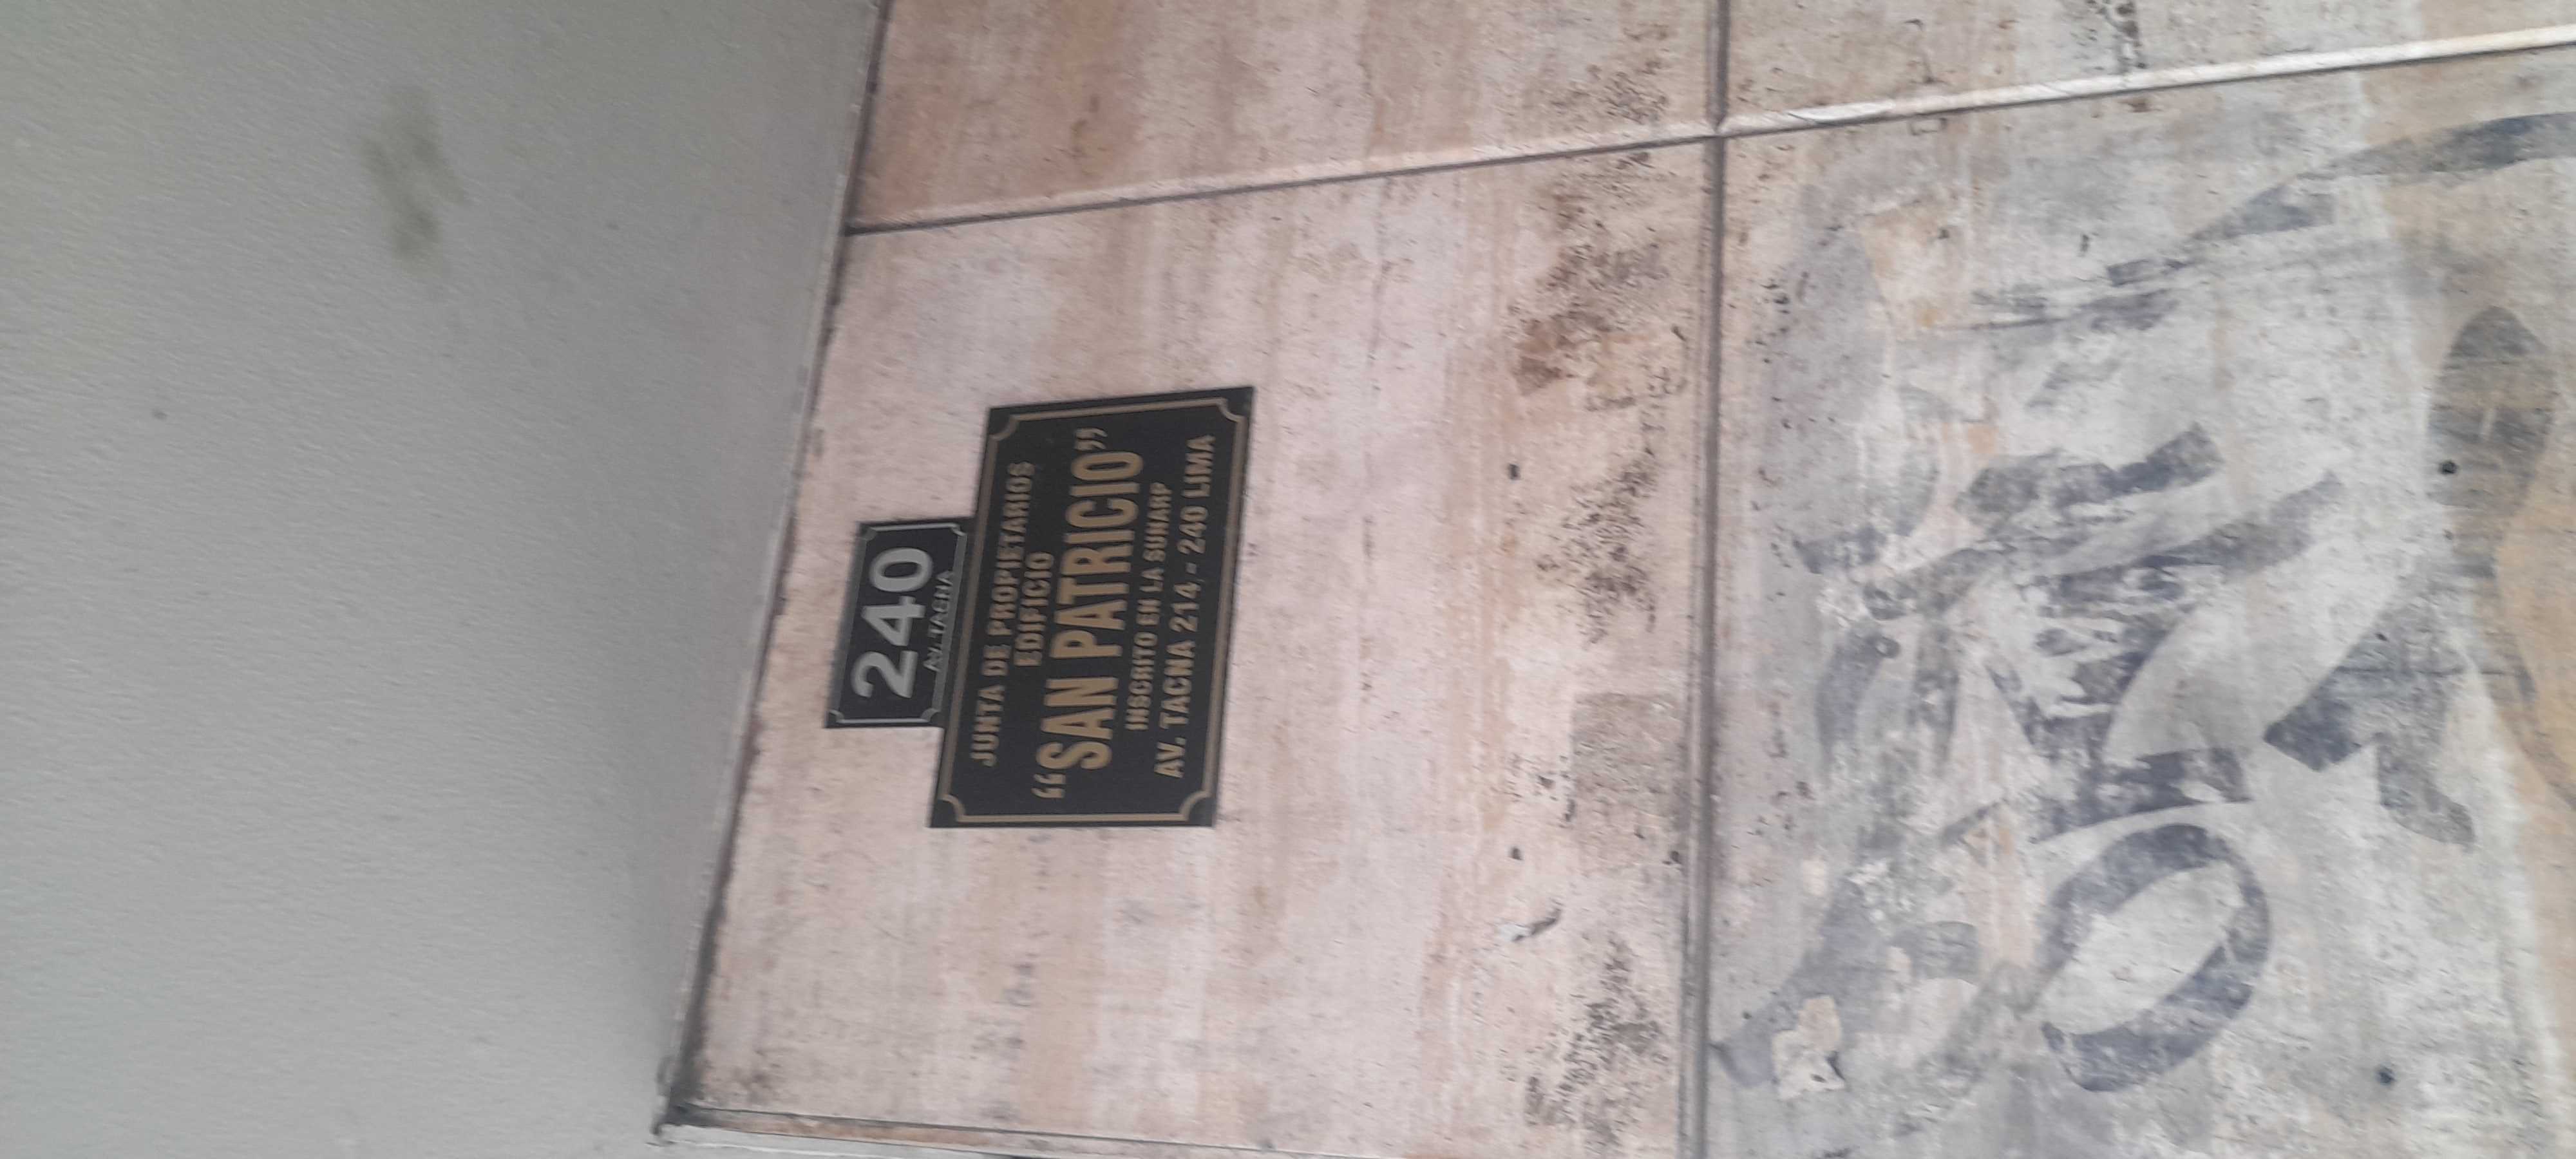 240
AV. TACNA
JUNTA DE PROPIETARIOS
EDIFICIO
“SAN PATRICIO”
INSCRITO EN LA SUNARP
AV. TACNA 214 - 240 LIMA